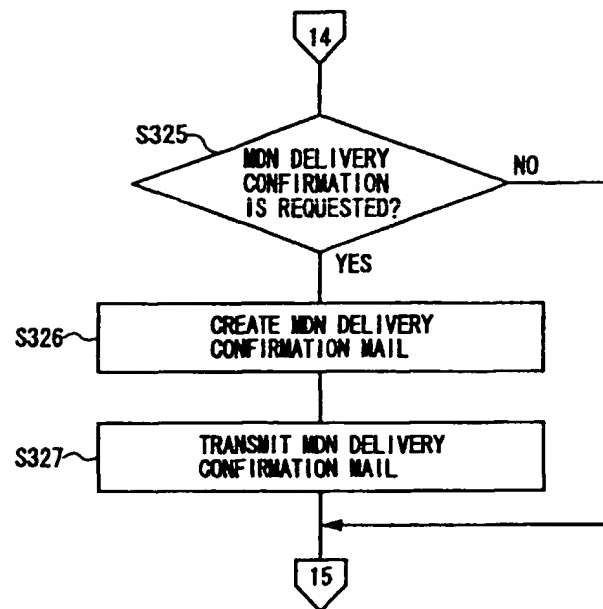 14
S325
MDN DELIVERY
CONFIRMATION
IS REQUESTED?
NO
YES
S326
CREATE MDN DELIVERY
CONFIRMATION MAIL
S327
TRANSMIT MDN DELIVERY
CONFIRMATION MAIL
15